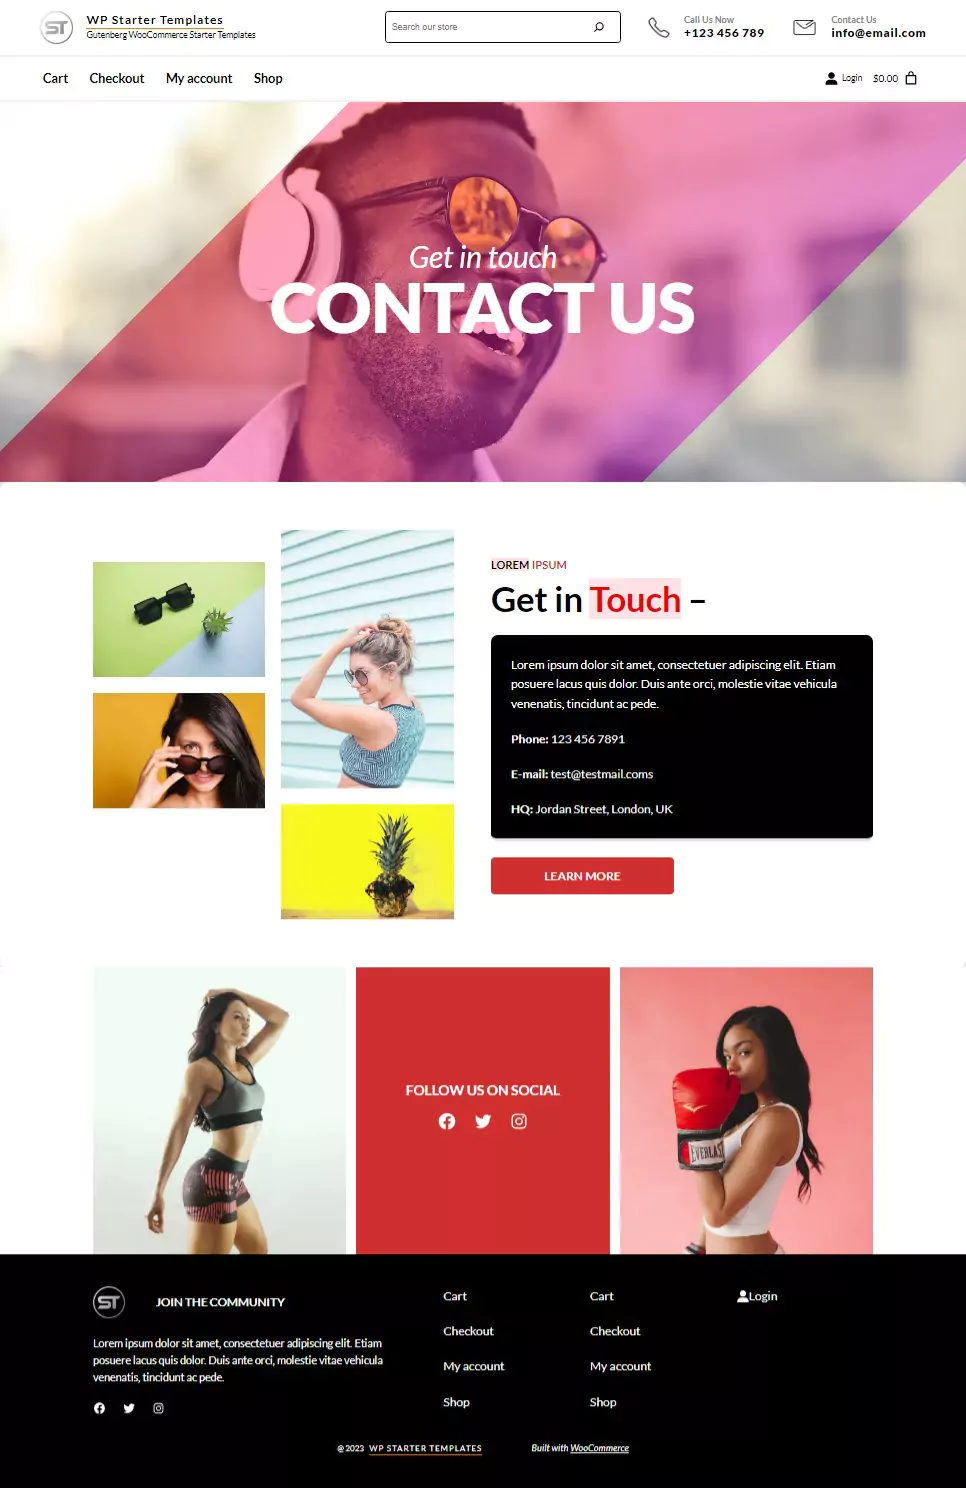 ST
WP Starter Templates
Gutenberg WooCommerce Starter Templates
Search our store
Call Us Now
+123 456 789
Contact Us
info@email.com
Cart
Checkout
My account
Shop
Login
$0.00
Get in touch
CONTACT US
LOREM IPSUM
Get in Touch –
Lorem ipsum dolor sit amet, consectetuer adipiscing elit. Etiam
posuere lacus quis dolor. Duis ante orci, molestie vitae vehicula
venenatis, tincidunt ac pede.
Phone: 123 456 7891
E-mail: test@testmail.coms
HQ: Jordan Street, London, UK
LEARN MORE
FOLLOW US ON SOCIAL
EVERLAST
ST
JOIN THE COMMUNITY
Lorem ipsum dolor sit amet, consectetuer adipiscing elit. Etiam
posuere lacus quis dolor. Duis ante orci, molestie vitae vehicula
venenatis, tincidunt ac pede.
Cart
Checkout
My account
Shop
Cart
Checkout
My account
Shop
Login
@2023 WP STARTER TEMPLATES
Built with WooCommerce